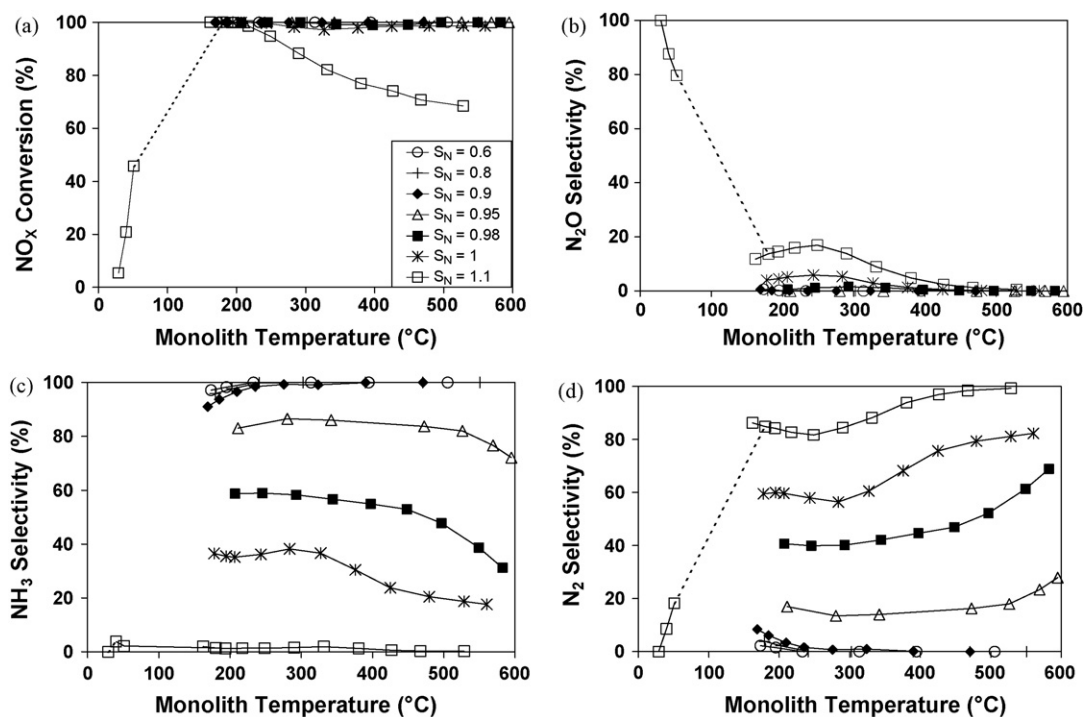 (a)
NOX Conversion (%)
100
80
60
40
20
0
SN = 0.6
SN = 0.8
SN = 0.9
SN = 0.95
SN = 0.98
SN = 1
SN = 1.1
0 100 200 300 400 500 600
Monolith Temperature (°C)
(b)
N2O Selectivity (%)
100
80
60
40
20
0
0 100 200 300 400 500 600
Monolith Temperature (°C)
(c)
NH3 Selectivity (%)
100
80
60
40
20
0
0 100 200 300 400 500 600
Monolith Temperature (°C)
(d)
N2 Selectivity (%)
100
80
60
40
20
0
0 100 200 300 400 500 600
Monolith Temperature (°C)